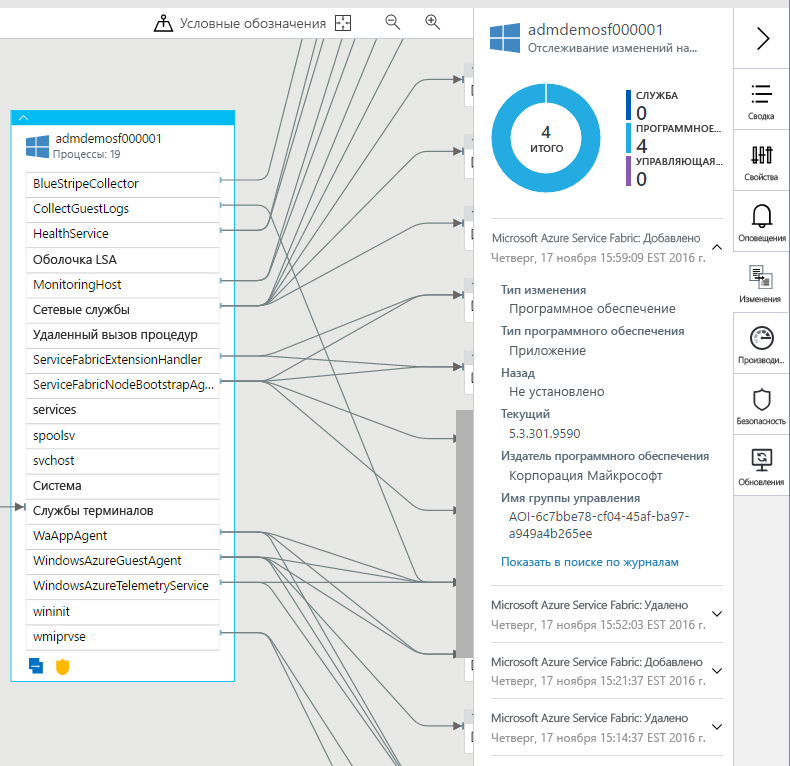 Условные обозначения
admdemosf000001
Процессы: 19
BlueStripeCollector
CollectGuestLogs
HealthService
Оболочка LSA
MonitoringHost
Сетевые службы
Удаленный вызов процедур
ServiceFabricExtensionHandler
ServiceFabricNodeBootstrapAg...
services
spoolsv
svchost
Система
Службы терминалов
WaAppAgent
WindowsAzureGuestAgent
WindowsAzureTelemetryService
wininit
wmiprvse
admdemosf000001
Отслеживание изменений на...
4
ИТОГО
СЛУЖБА
0
ПРОГРАММНОЕ...
4
УПРАВЛЯЮЩАЯ...
0
Microsoft Azure Service Fabric: Добавлено
Четверг, 17 ноября 15:59:09 EST 2016 г.
Тип изменения
Программное обеспечение
Тип программного обеспечения
Приложение
Назад
Не установлено
Текущий
5.3.301.9590
Издатель программного обеспечения
Корпорация Майкрософт
Имя группы управления
AOI-6c7bbe78-cf04-45af-ba97-
a949a4b265ee
Показать в поиске по журналам
Microsoft Azure Service Fabric: Удалено
Четверг, 17 ноября 15:52:03 EST 2016 г.
Microsoft Azure Service Fabric: Добавлено
Четверг, 17 ноября 15:21:37 EST 2016 г.
Microsoft Azure Service Fabric: Удалено
Четверг, 17 ноября 15:14:37 EST 2016 г.
Сводка
Свойства
Оповещения
Изменения
Производи...
Безопасность
Обновления